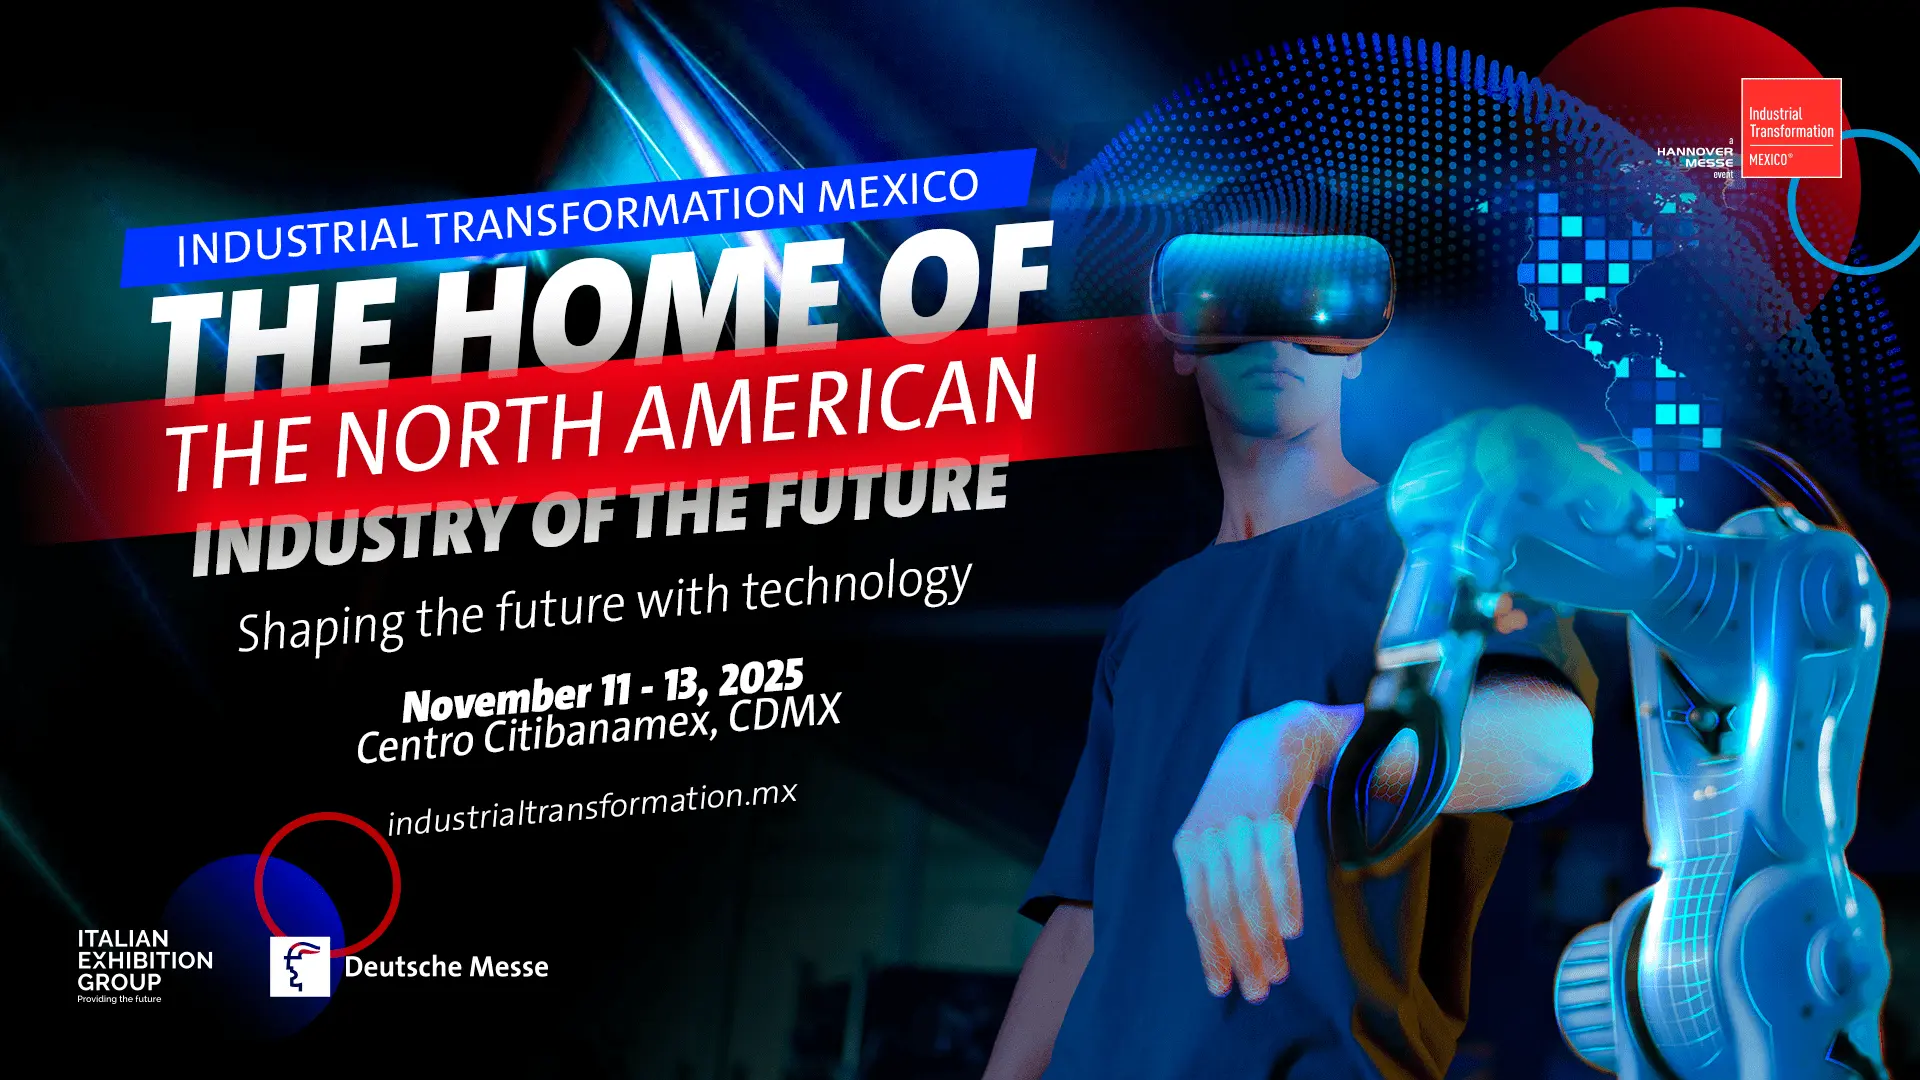 INDUSTRIAL TRANSFORMATION MEXICO
THE HOME OF
THE NORTH AMERICAN
INDUSTRY OF THE FUTURE
Shaping the future with technology
November 11 - 13, 2025
Centro Citibanamex, CDMX
industrialtransformation.mx
ITALIAN
EXHIBITION
GROUP
Providing the future
Deutsche Messe
a
HANNOVER
MESSE
event
Industrial
Transformation
MEXICO®